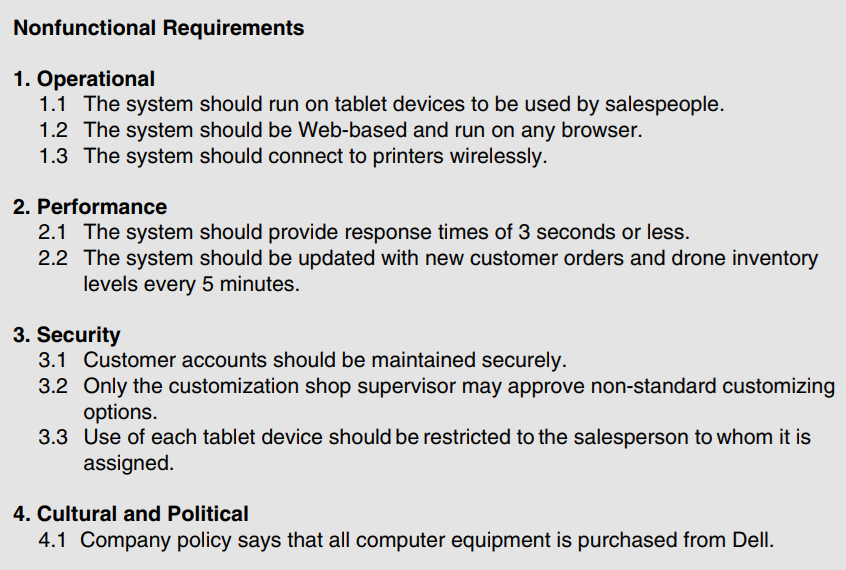 Nonfunctional Requirements
1. Operational
1.1 The system should run on tablet devices to be used by salespeople.
1.2 The system should be Web-based and run on any browser.
1.3 The system should connect to printers wirelessly.
2. Performance
2.1 The system should provide response times of 3 seconds or less.
2.2 The system should be updated with new customer orders and drone inventory
levels every 5 minutes.
3. Security
3.1 Customer accounts should be maintained securely.
3.2 Only the customization shop supervisor may approve non-standard customizing
options.
3.3 Use of each tablet device should be restricted to the salesperson to whom it is
assigned.
4. Cultural and Political
4.1 Company policy says that all computer equipment is purchased from Dell.